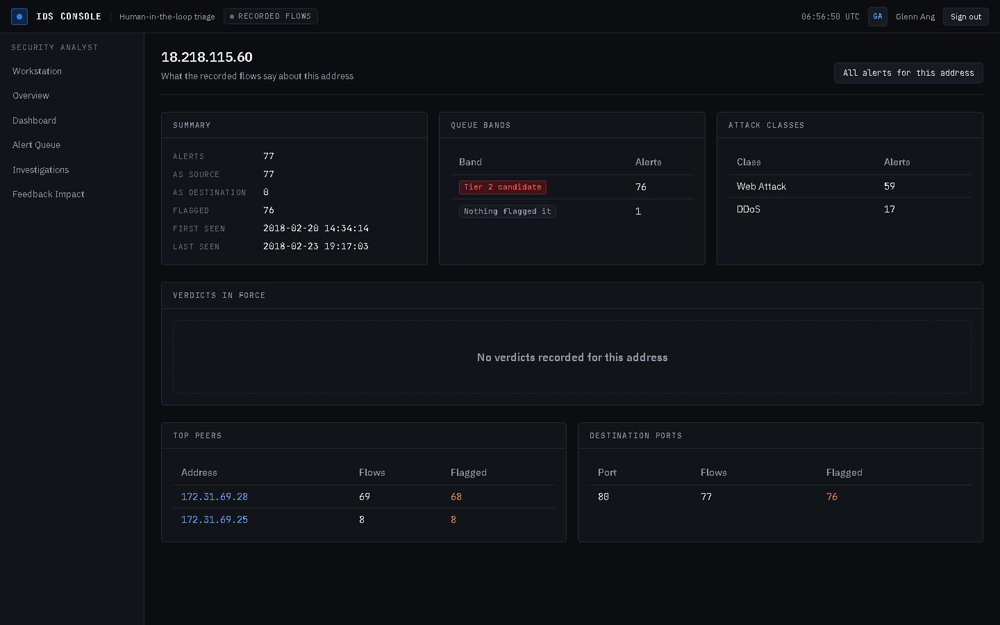 IDS CONSOLE Human-in-the-loop triage RECORDED FLOWS 06:56:50 UTC GA Glenn Ang Sign out
SECURITY ANALYST
Workstation
Overview
Dashboard
Alert Queue
Investigations
Feedback Impact
18.218.115.60
What the recorded flows say about this address
All alerts for this address
SUMMARY
ALERTS 77
AS SOURCE 77
AS DESTINATION 0
FLAGGED 76
FIRST SEEN 2018-02-20 14:34:14
LAST SEEN 2018-02-23 19:17:03
QUEUE BANDS
Band Alerts
Tier 2 candidate 76
Nothing flagged it 1
ATTACK CLASSES
Class Alerts
Web Attack 59
DDoS 17
VERDICTS IN FORCE
No verdicts recorded for this address
TOP PEERS
Address Flows Flagged
172.31.69.28 69 68
172.31.69.25 8 8
DESTINATION PORTS
Port Flows Flagged
80 77 76